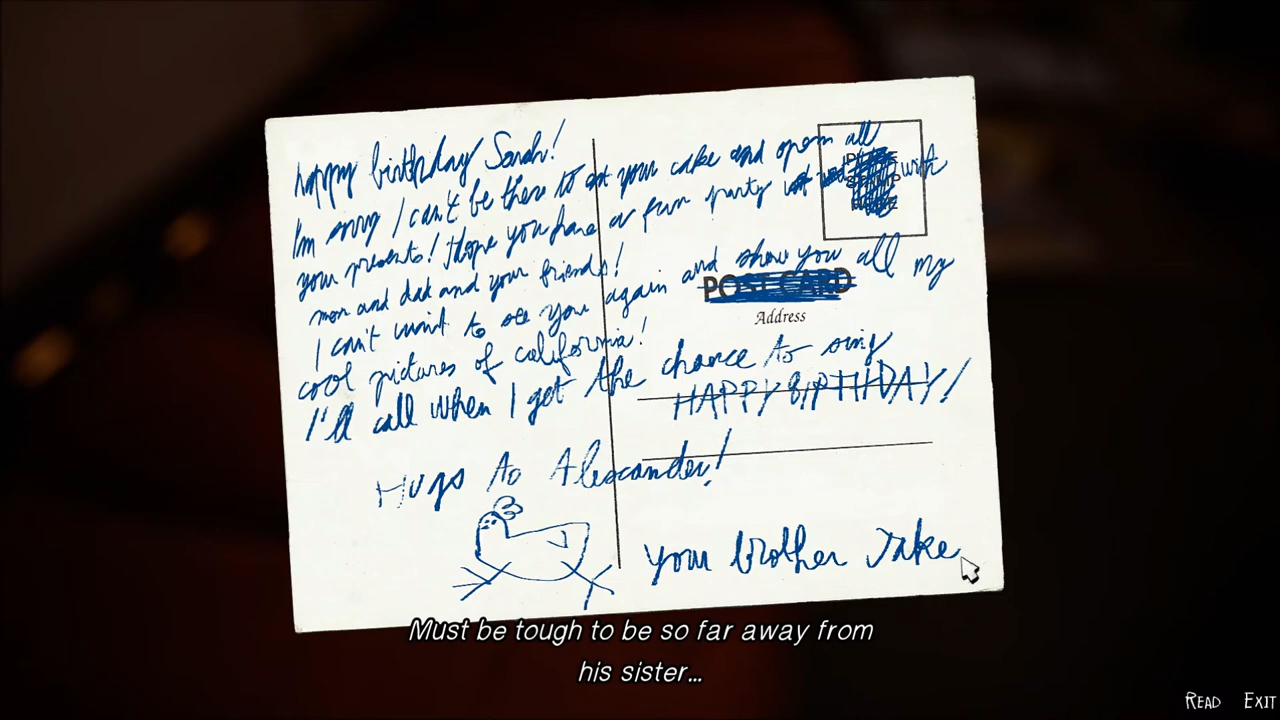 happy birthday Sarah!
I'm sorry I can't be there to eat your cake and open all
your presents! Hope you have a fun party with
mom and dad and your friends!
I can't wait to see you again and show you all my
POST CARD
Address
cool pictures of california!
I'll call when I get the chance to sing
HAPPY BIRTHDAY!
Hugs to Alexander!
your brother Jake
Must be tough to be so far away from
his sister...
READ EXIT